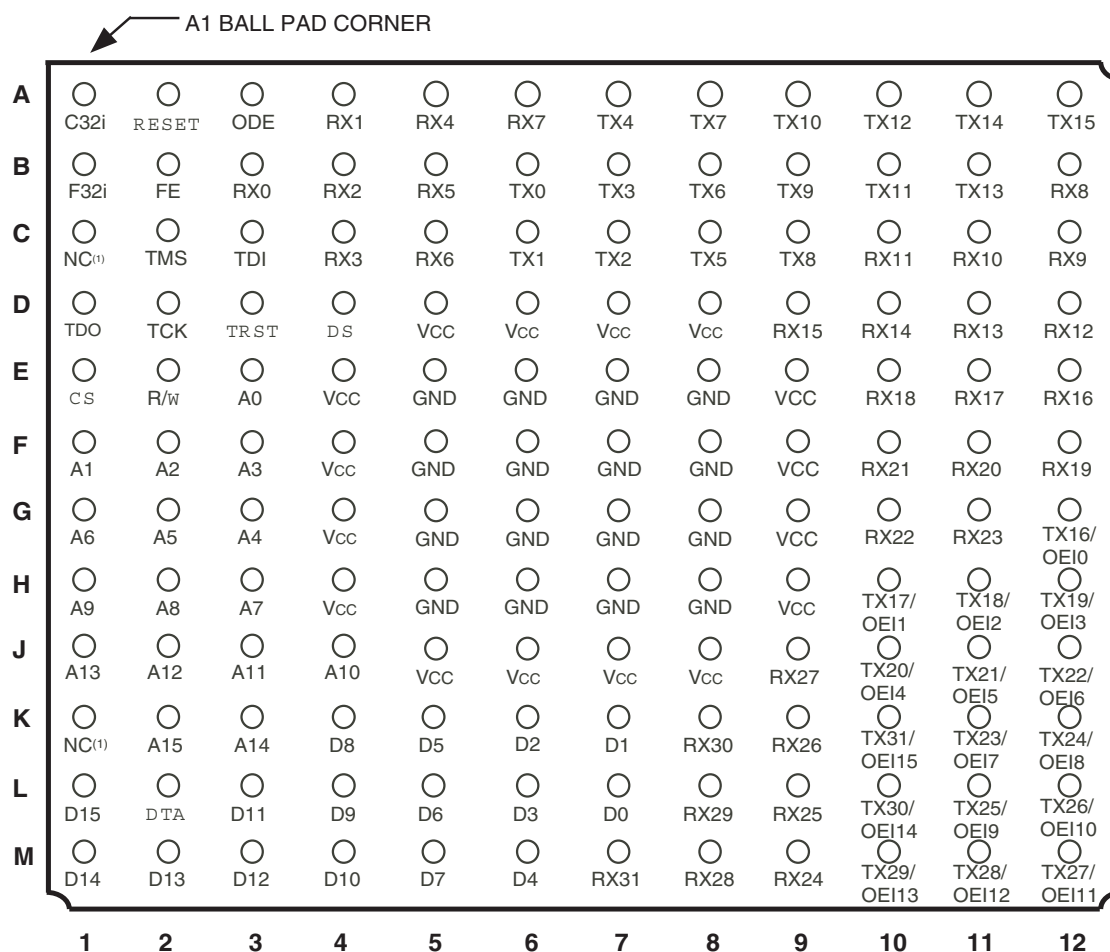 A1 BALL PAD CORNER
A
C32i RESET ODE RX1 RX4 RX7 TX4 TX7 TX10 TX12 TX14 TX15
B
F32i FE RX0 RX2 RX5 TX0 TX3 TX6 TX9 TX11 TX13 RX8
C
NC(1) TMS TDI RX3 RX6 TX1 TX2 TX5 TX8 RX11 RX10 RX9
D
TDO TCK TRST DS VCC Vcc Vcc Vcc RX15 RX14 RX13 RX12
E
CS R/W A0 VCC GND GND GND GND VCC RX18 RX17 RX16
F
A1 A2 A3 Vcc GND GND GND GND VCC RX21 RX20 RX19
G
A6 A5 A4 Vcc GND GND GND GND VCC RX22 RX23 TX16/
OEI0
H
A9 A8 A7 Vcc GND GND GND GND Vcc TX17/ TX18/ TX19/
OEI1 OEI2 OEI3
J
A13 A12 A11 A10 VCC Vcc Vcc Vcc RX27 TX20/ TX21/ TX22/
OEI4 OEI5 OEI6
K
NC(1) A15 A14 D8 D5 D2 D1 RX30 RX26 TX31/ TX23/ TX24/
OEI15 OEI7 OEI8
L
D15 DTA D11 D9 D6 D3 D0 RX29 RX25 TX30/ TX25/ TX26/
OEI14 OEI9 OEI10
M
D14 D13 D12 D10 D7 D4 RX31 RX28 RX24 TX29/ TX28/ TX27/
OEI13 OEI12 OEI11
1 2 3 4 5 6 7 8 9 10 11 12